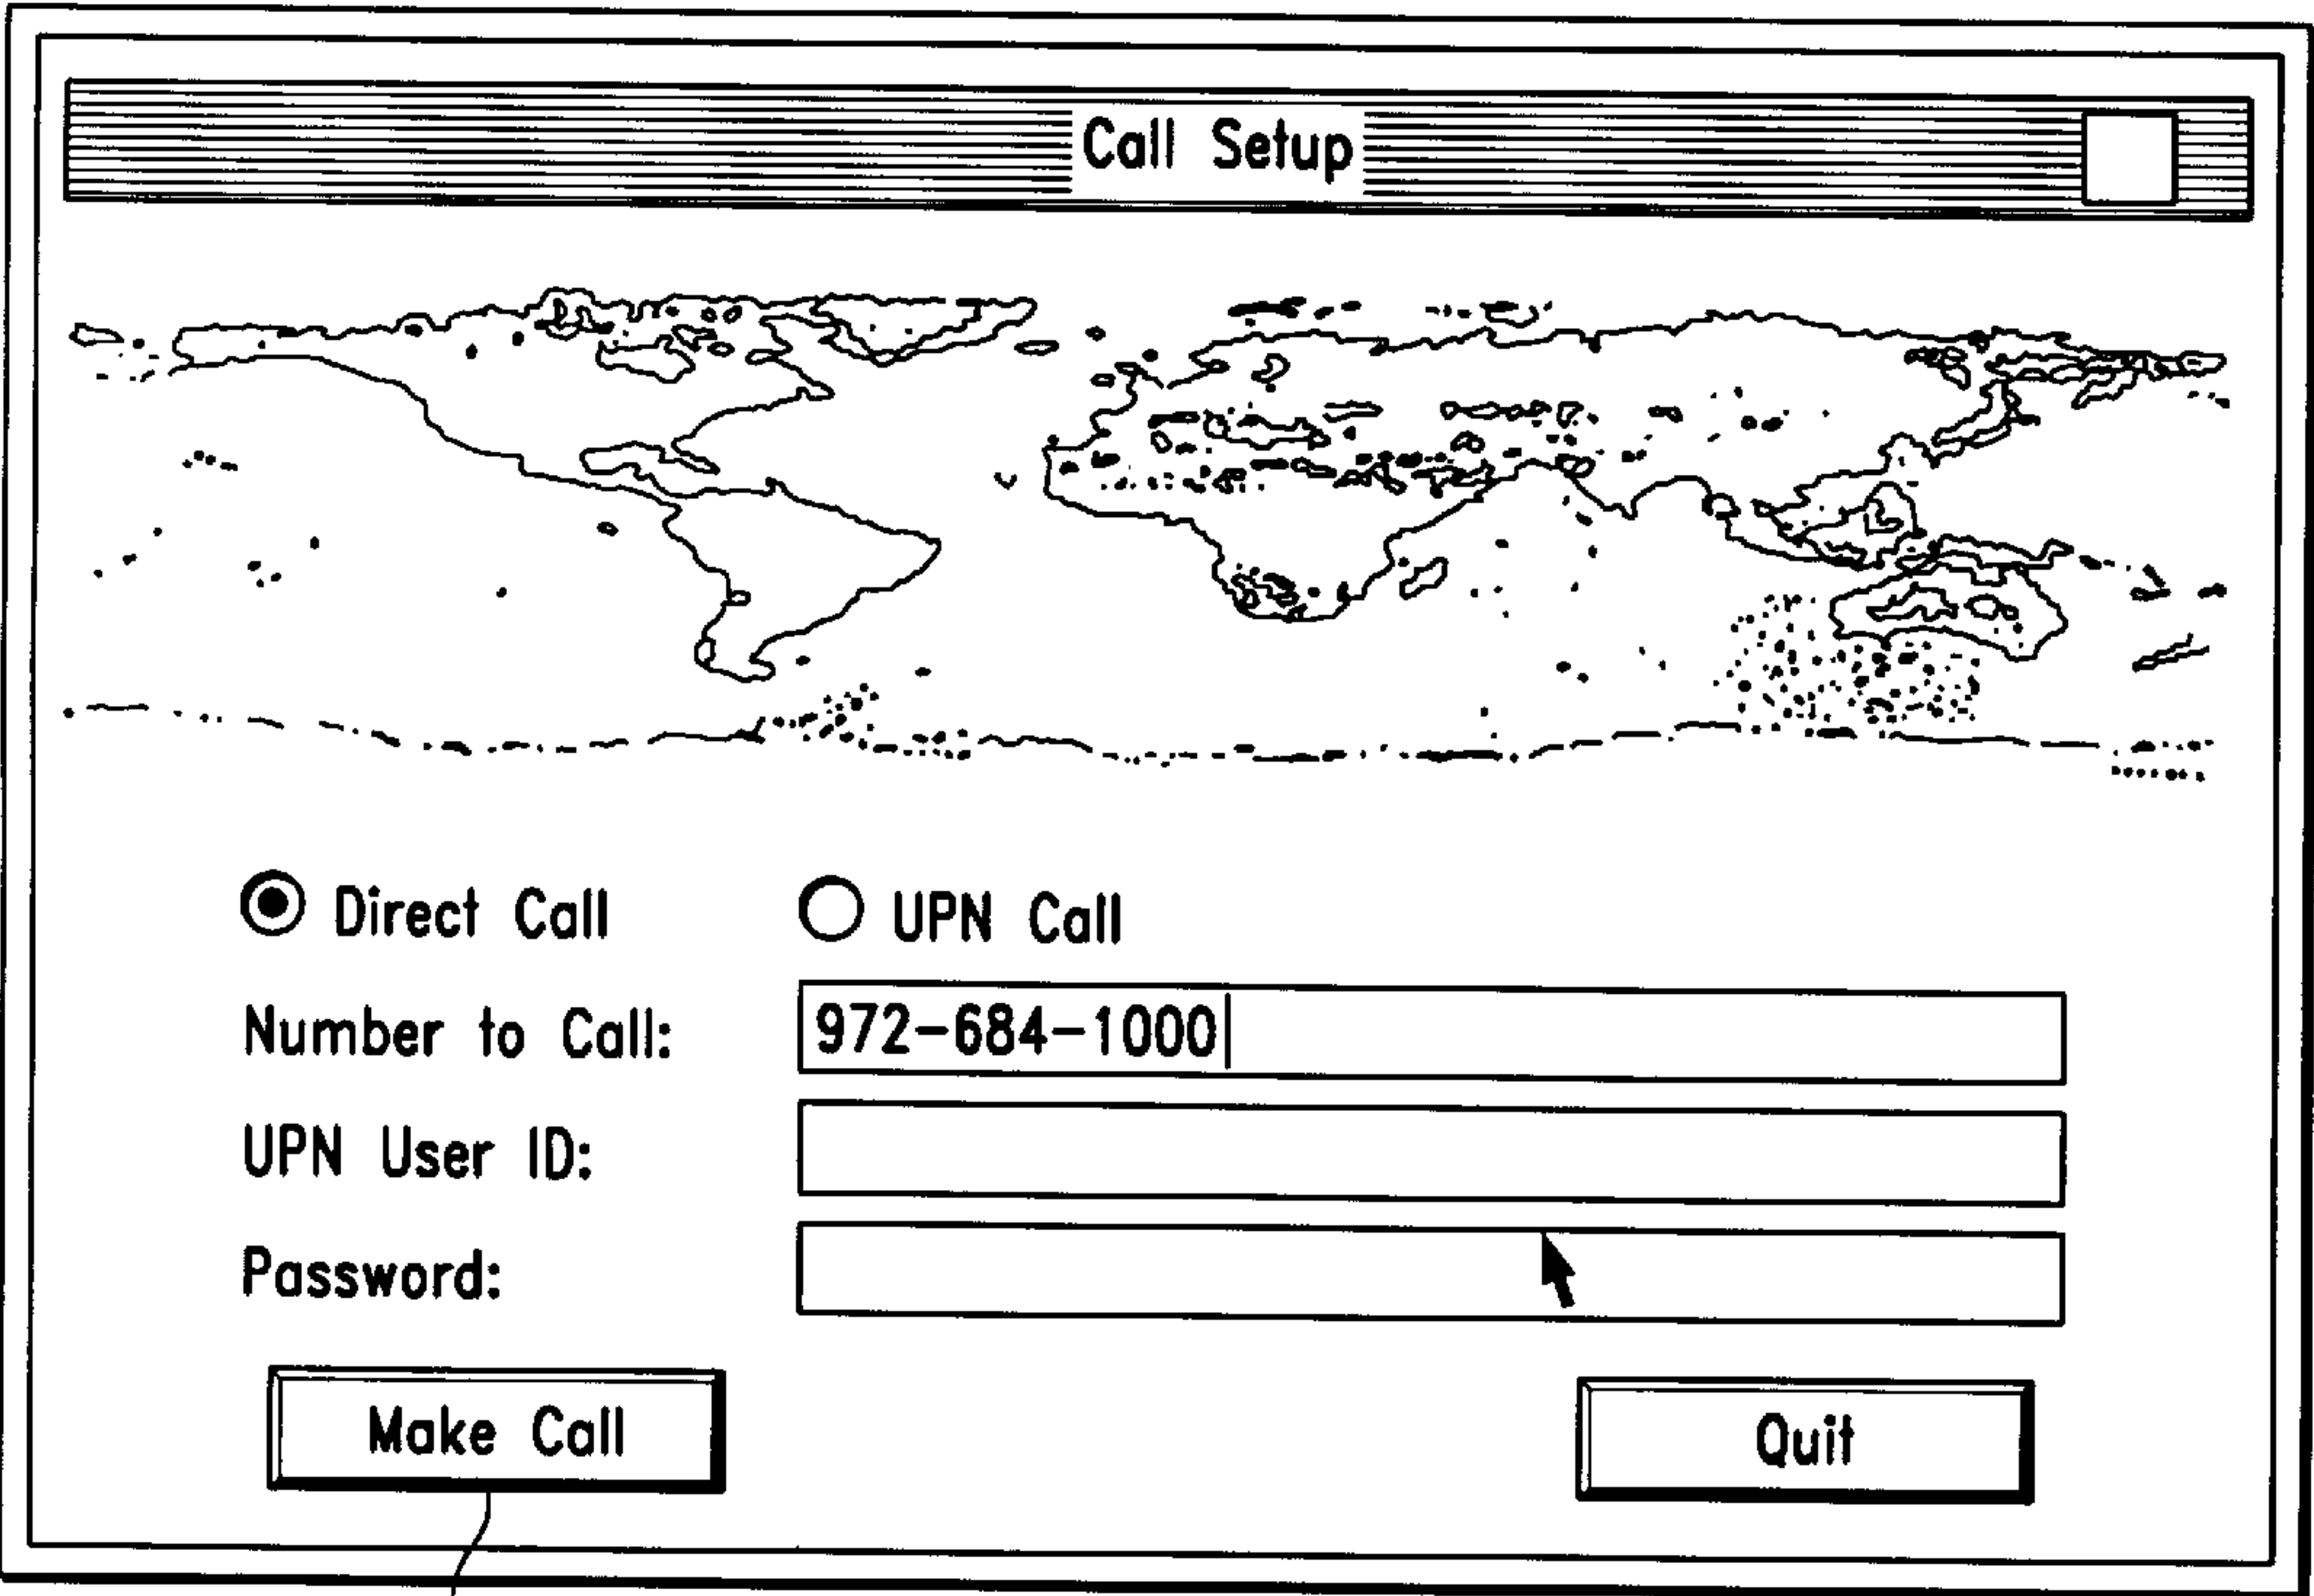 Call Setup
Direct Call UPN Call
Number to Call: 972-684-1000
UPN User ID:
Password:
Make Call Quit